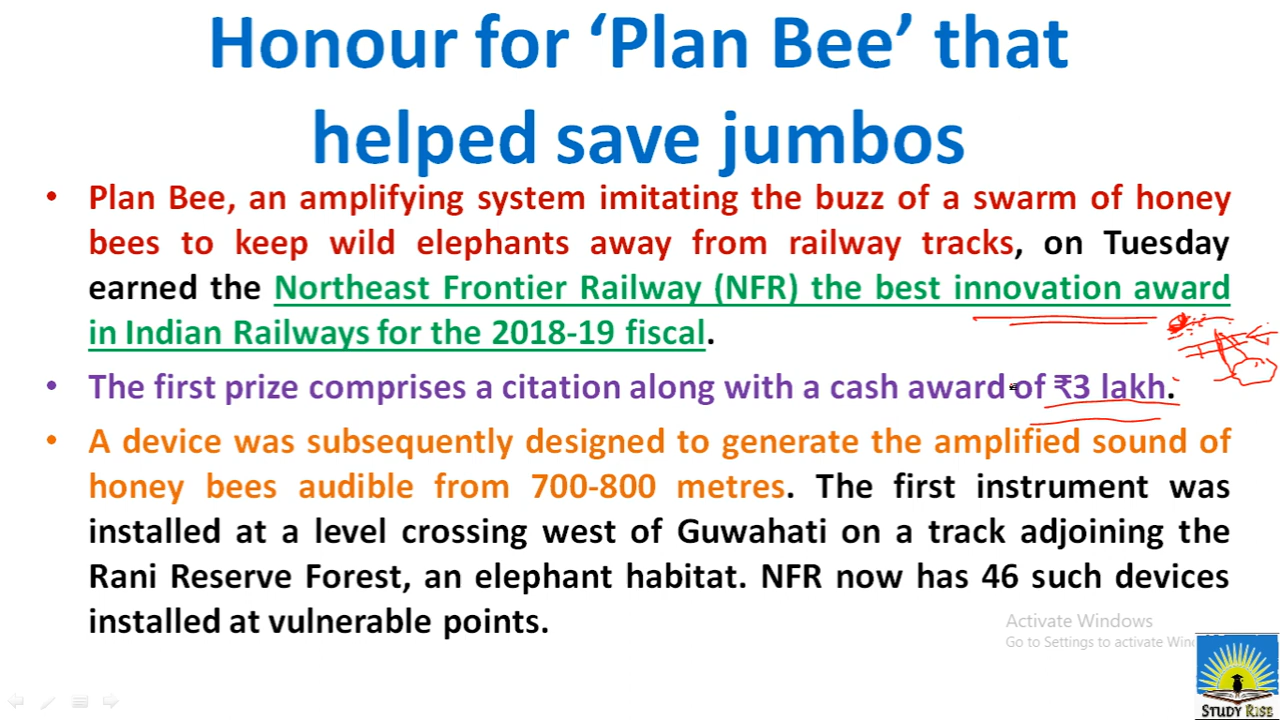 Honour for ‘Plan Bee’ that
helped save jumbos
• Plan Bee, an amplifying system imitating the buzz of a swarm of honey
bees to keep wild elephants away from railway tracks, on Tuesday
earned the Northeast Frontier Railway (NFR) the best innovation award
in Indian Railways for the 2018-19 fiscal.
• The first prize comprises a citation along with a cash award of ₹3 lakh.
• A device was subsequently designed to generate the amplified sound of
honey bees audible from 700-800 metres. The first instrument was
installed at a level crossing west of Guwahati on a track adjoining the
Rani Reserve Forest, an elephant habitat. NFR now has 46 such devices
installed at vulnerable points.
Activate Windows
Go to Settings to activate
STUDY RISE